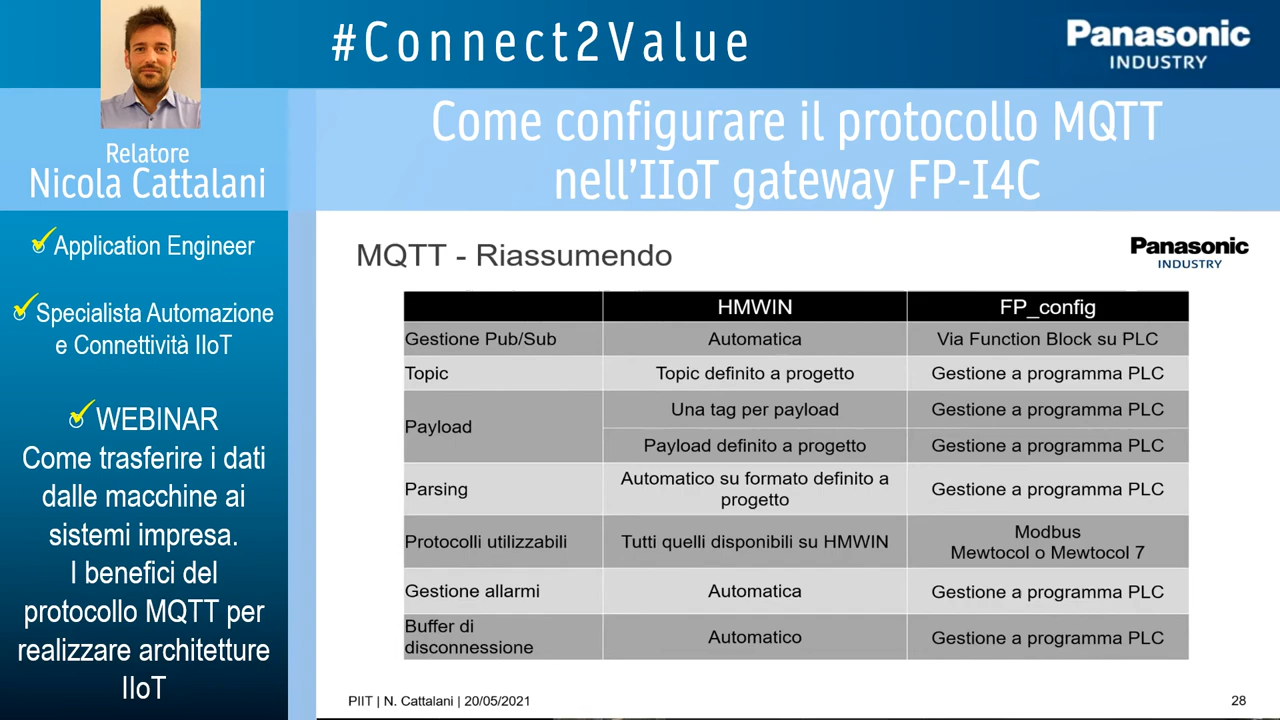 #Connect2Value
Panasonic
INDUSTRY
Relatore
Nicola Cattalani
Application Engineer
Specialista Automazione
e Connettività IIoT
WEBINAR
Come trasferire i dati
dalle macchine ai
sistemi impresa.
I benefici del
protocollo MQTT per
realizzare architetture
IIoT
Come configurare il protocollo MQTT
nell'IIoT gateway FP-I4C
MQTT - Riassumendo
Panasonic
INDUSTRY
HMWIN FP_config
Gestione Pub/Sub Automatica Via Function Block su PLC
Topic Topic definito a progetto Gestione a programma PLC
Payload
Una tag per payload Gestione a programma PLC
Payload definito a progetto Gestione a programma PLC
Parsing
Automatico su formato definito a
progetto
Gestione a programma PLC
Protocolli utilizzabili Tutti quelli disponibili su HMWIN
Modbus
Mewtocol o Mewtocol 7
Gestione allarmi Automatica Gestione a programma PLC
Buffer di
disconnessione
Automatico Gestione a programma PLC
PIIT | N. Cattalani | 20/05/2021
28